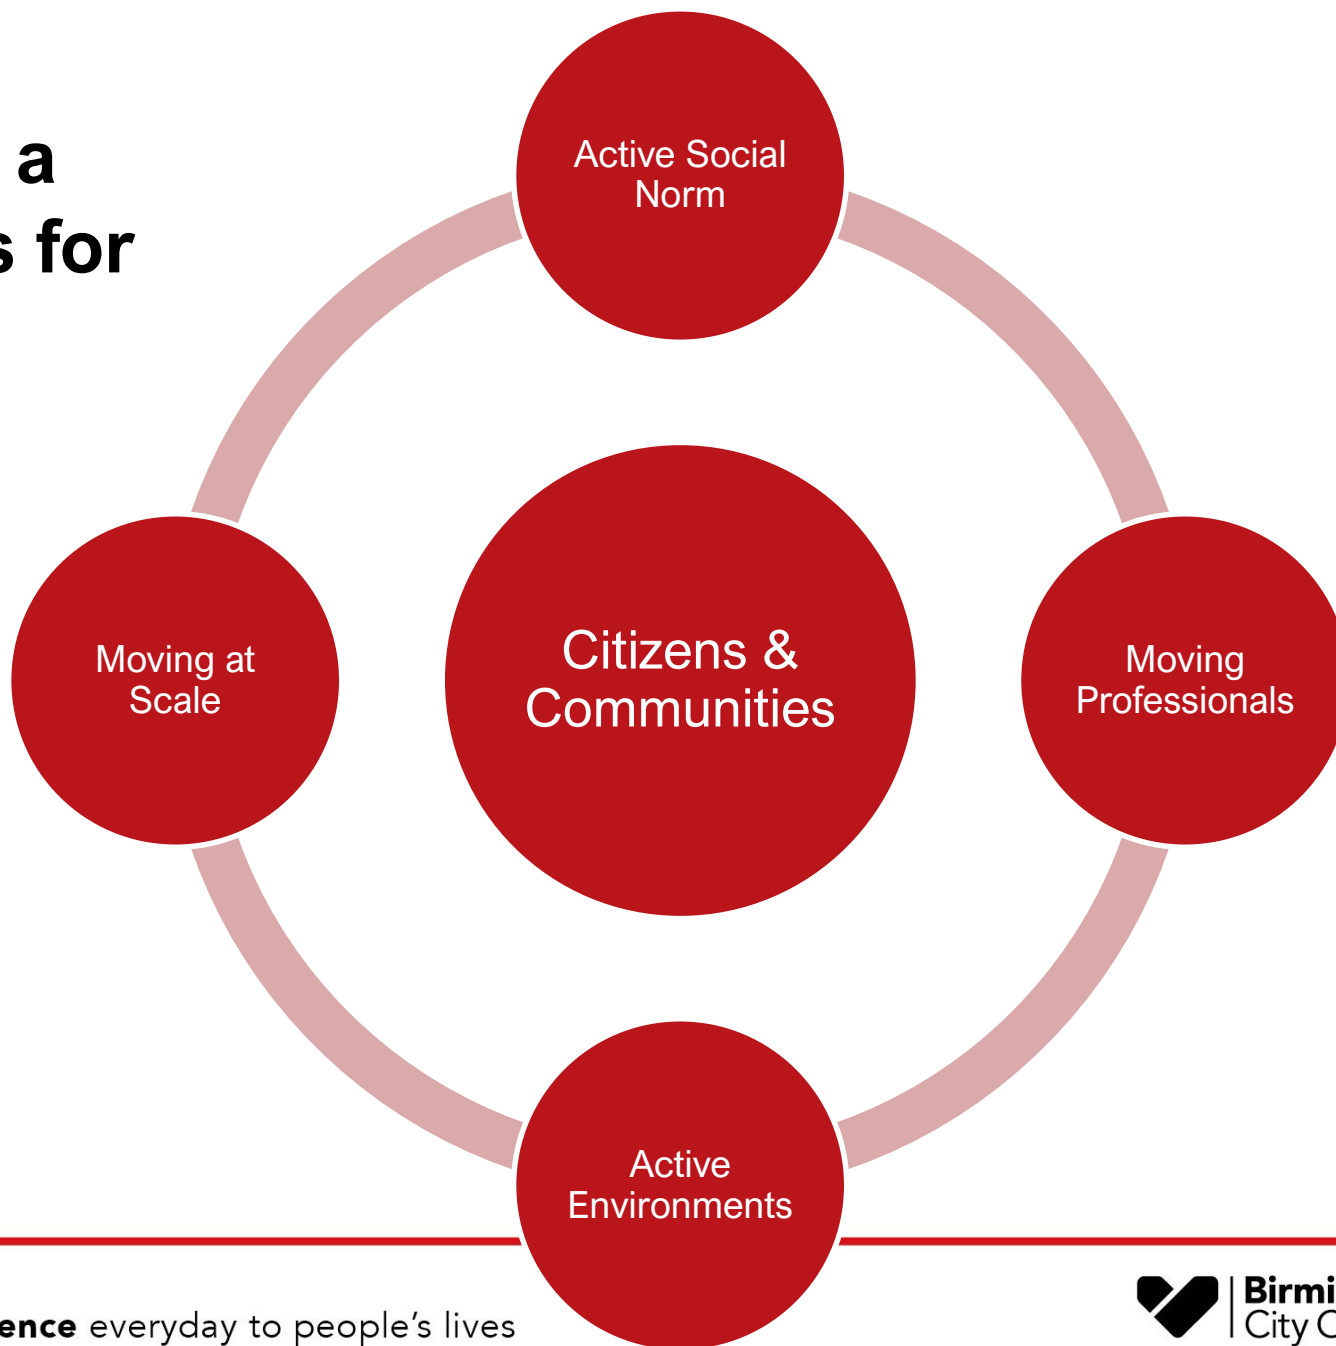 a
s for
Active Social
Norm
Moving at
Scale
Citizens &
Communities
Moving
Professionals
Active
Environments
ence everyday to people's lives
Birmi
City C